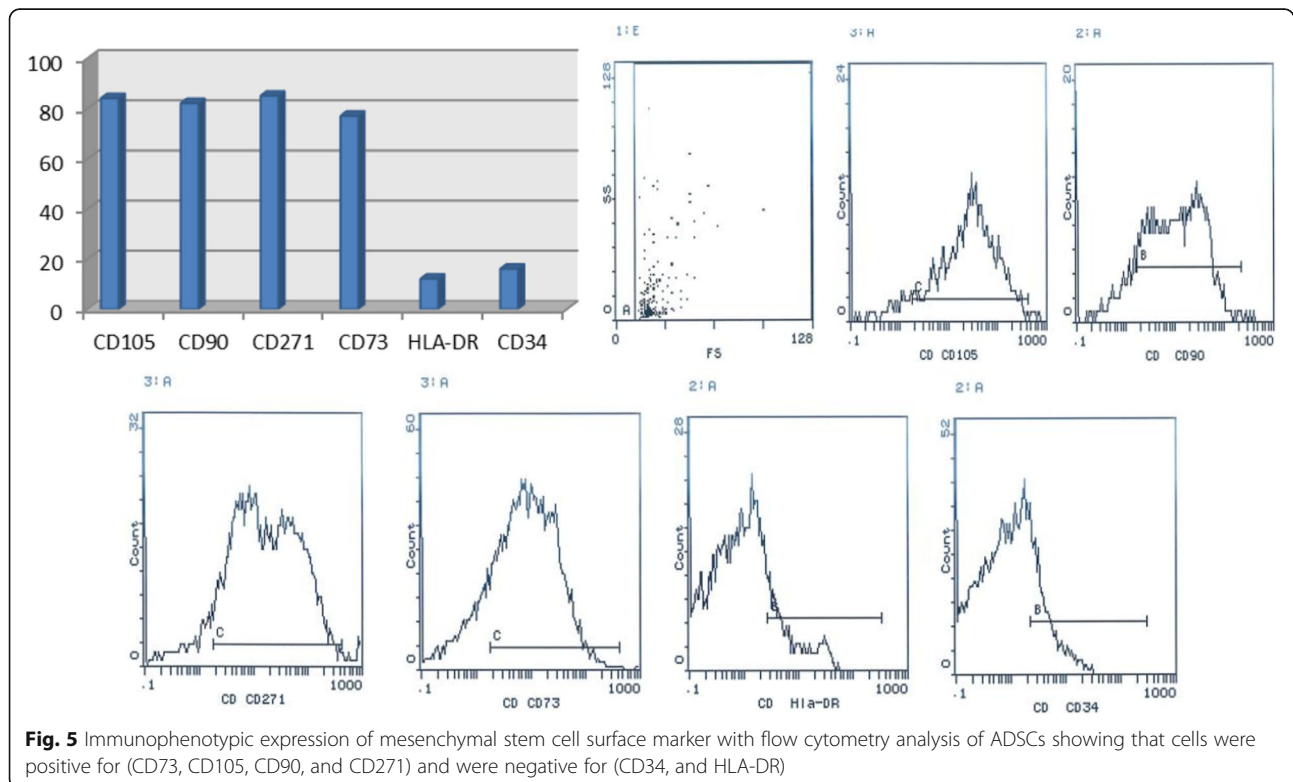 100
80
60
40
20
0
CD105 CD90 CD271 CD73 HLA-DR CD34
1:E
128
SS
0
A
0 FS 128
3:A
24
Count
0
C
.1 1000
CD CD105
2:A
20
Count
0
B
.1 1000
CD CD90
3:A
32
Count
0
C
.1 1000
CD CD271
3:A
60
Count
0
C
.1 1000
CD CD73
2:A
28
Count
0
.1 1000
CD Hla-DR
2:A
52
Count
0
B
.1 1000
CD CD34
Fig. 5 Immunophenotypic expression of mesenchymal stem cell surface marker with flow cytometry analysis of ADSCs showing that cells were
positive for (CD73, CD105, CD90, and CD271) and were negative for (CD34, and HLA-DR)